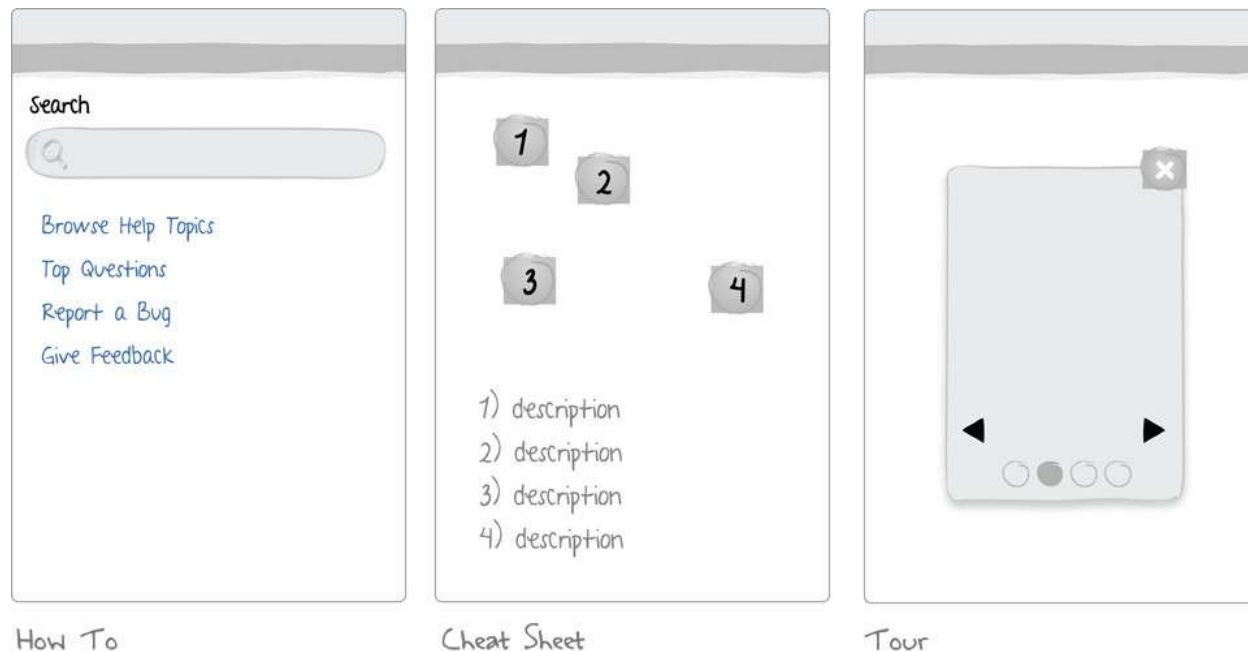 Search
Browse Help Topics
Top Questions
Report a Bug
Give Feedback
How To
1
2
3
4
1) description
2) description
3) description
4) description
Cheat Sheet
Tour